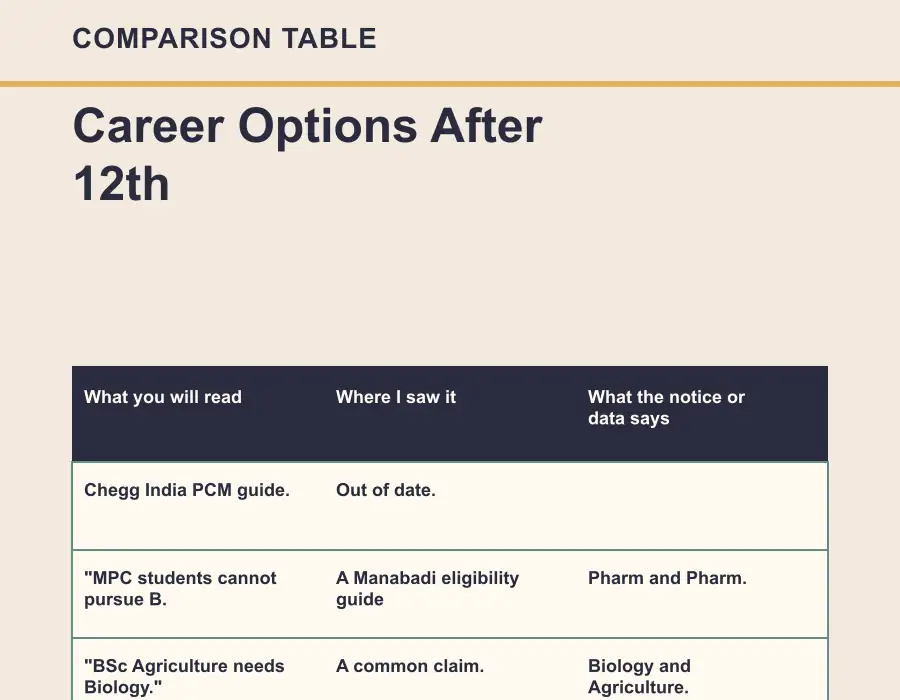 COMPARISON TABLE
Career Options After
12th
What you will read
Where I saw it
What the notice or
data says
Chegg India PCM guide.
Out of date.
"MPC students cannot
pursue B.
A Manabadi eligibility
guide
Pharm and Pharm.
"BSc Agriculture needs
Biology."
A common claim.
Biology and
Agriculture.